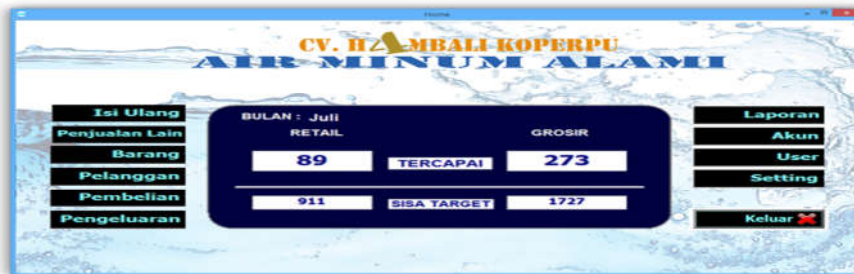 Home
CV. HAMBALI KOPERPU
AIR MINUM ALAMI
Isi Ulang
Penjualan Lain
Barang
Pelanggan
Pembelian
Pengeluaran
BULAN : Juli
RETAIL GROSIR
89 TERCAPAI 273
911 SISA TARGET 1727
Laporan
Akun
User
Setting
Keluar